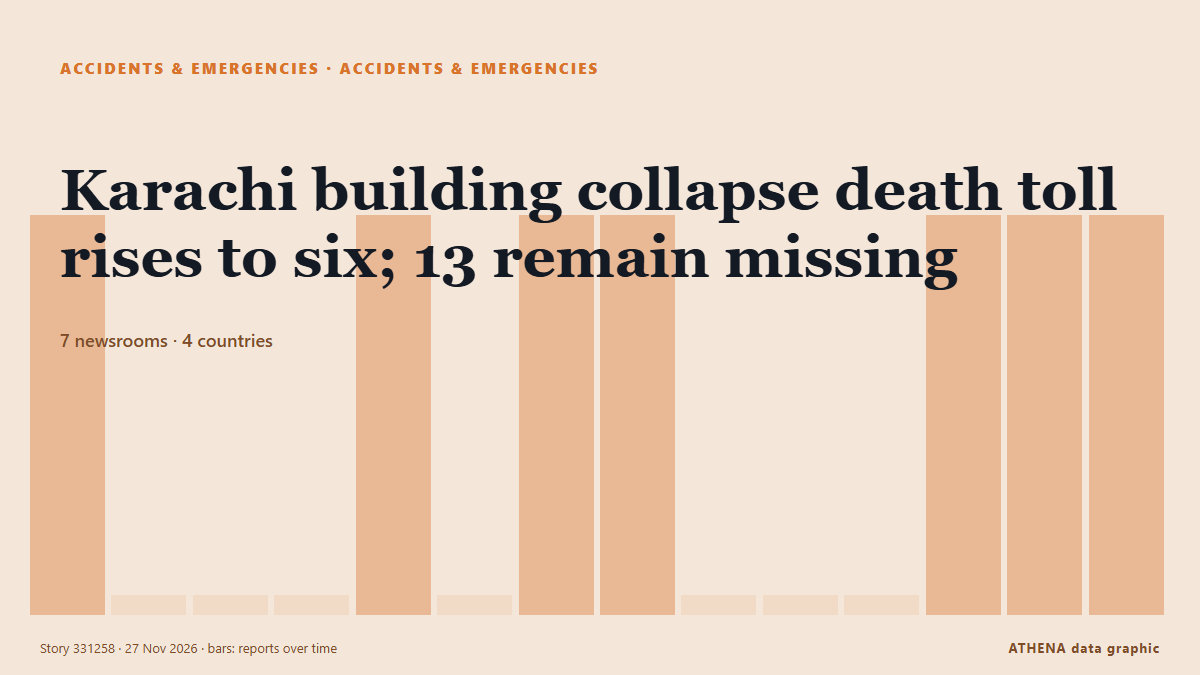 ACCIDENTS & EMERGENCIES · ACCIDENTS & EMERGENCIES
Karachi building collapse death toll
rises to six; 13 remain missing
7 newsrooms · 4 countries
Story 331258 · 27 Nov 2026 · bars: reports over time
ATHENA data graphic